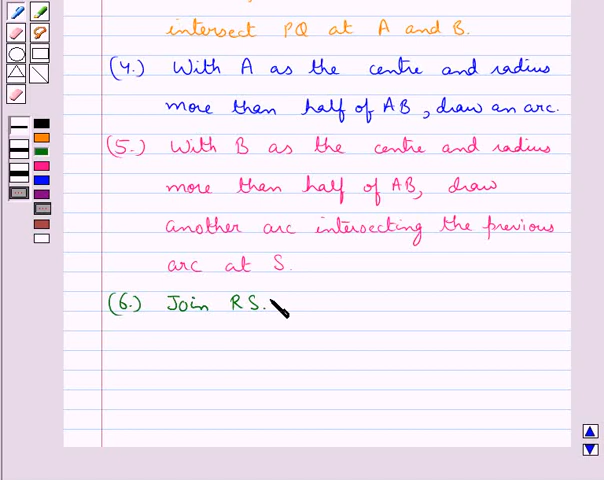 intersect PQ at A and B.
(4.) With A as the centre and radius
more than half of AB, draw an arc.
(5.) With B as the centre and radius
more than half of AB, draw
another arc intersecting the previous
arc at S.
(6.) Join RS.